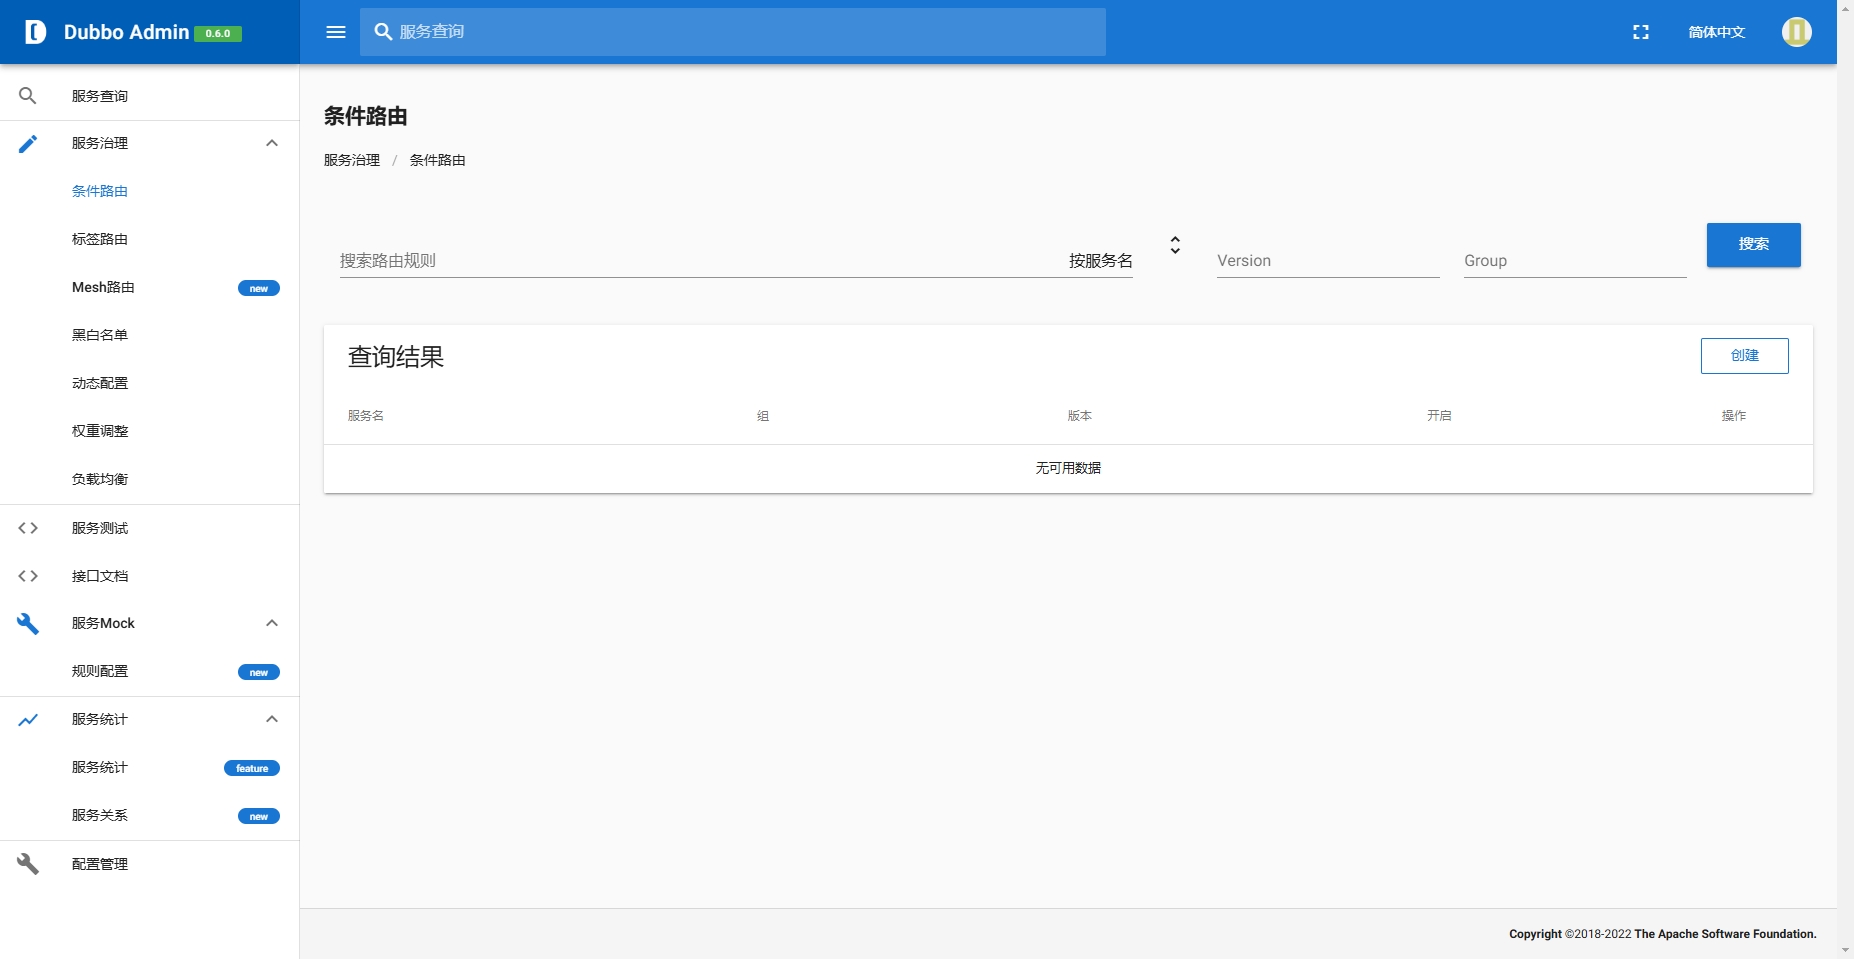 Dubbo Admin 0.6.0
服务查询
简体中文
服务查询
服务治理
条件路由
标签路由
Mesh路由 new
黑白名单
动态配置
权重调整
负载均衡
服务测试
接口文档
服务Mock
规则配置 new
服务统计
服务统计 feature
服务关系 new
配置管理
条件路由
服务治理 / 条件路由
搜索路由规则 按服务名 Version Group 搜索
查询结果 创建
服务名 组 版本 开启 操作
无可用数据
Copyright ©2018-2022 The Apache Software Foundation.